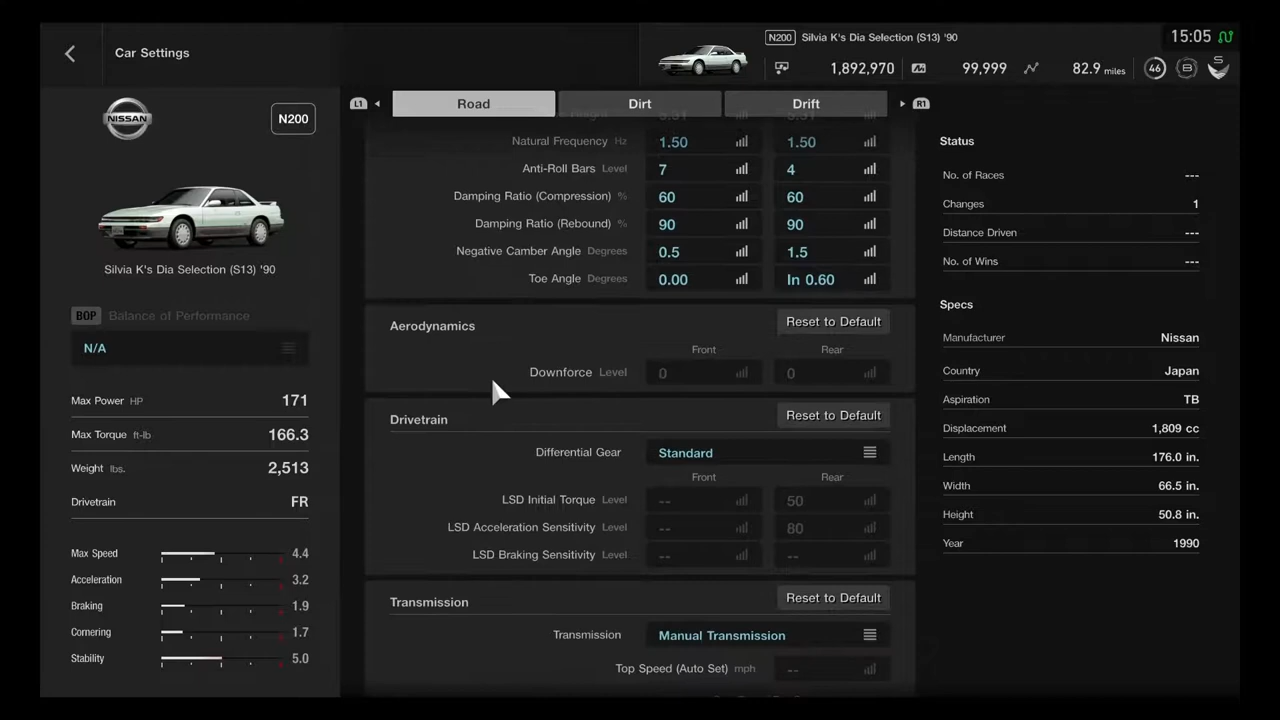 Car Settings
N200 Silvia K's Dia Selection (S13) '90
15:05
1,892,970 99,999 82.9 miles 46 B S
NISSAN
N200
Silvia K's Dia Selection (S13) '90
BOP Balance of Performance
N/A
Max Power HP 171
Max Torque ft-lb 166.3
Weight lbs. 2,513
Drivetrain FR
Max Speed 4.4
Acceleration 3.2
Braking 1.9
Cornering 1.7
Stability 5.0
L1 Road Dirt Drift R1
Natural Frequency Hz 1.50 1.50
Anti-Roll Bars Level 7 4
Damping Ratio (Compression) % 60 60
Damping Ratio (Rebound) % 90 90
Negative Camber Angle Degrees 0.5 1.5
Toe Angle Degrees 0.00 In 0.60
Aerodynamics Reset to Default
Front Rear
Downforce Level 0 0
Drivetrain Reset to Default
Differential Gear Standard
Front Rear
LSD Initial Torque Level -- 50
LSD Acceleration Sensitivity Level -- 80
LSD Braking Sensitivity Level -- --
Transmission Reset to Default
Transmission Manual Transmission
Top Speed (Auto Set) mph --
Status
No. of Races ---
Changes 1
Distance Driven ---
No. of Wins ---
Specs
Manufacturer Nissan
Country Japan
Aspiration TB
Displacement 1,809 cc
Length 176.0 in.
Width 66.5 in.
Height 50.8 in.
Year 1990